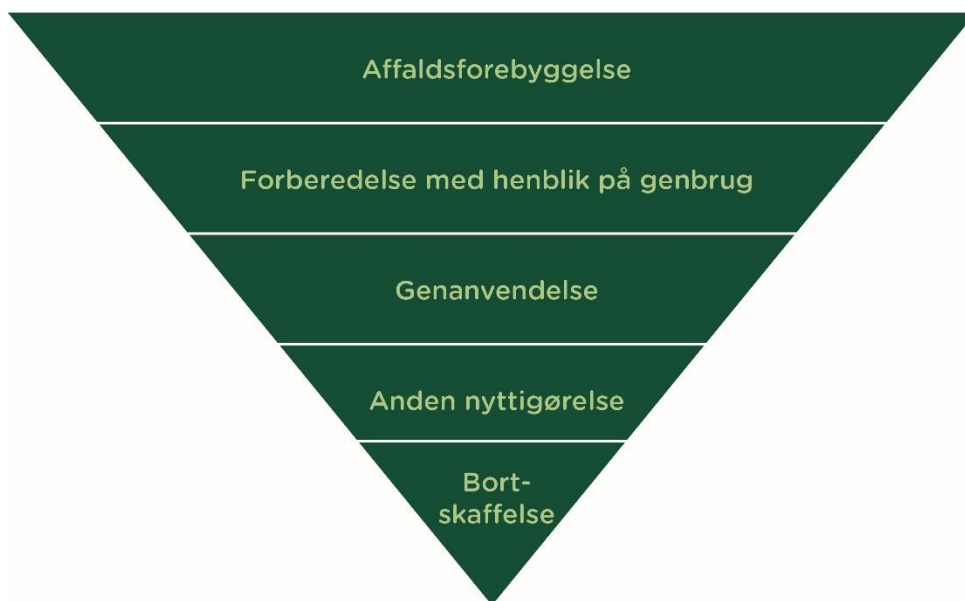 Affaldsforebyggelse
Forberedelse med henblik på genbrug
Genanvendelse
Anden nyttigørelse
Bort-
skaffelse